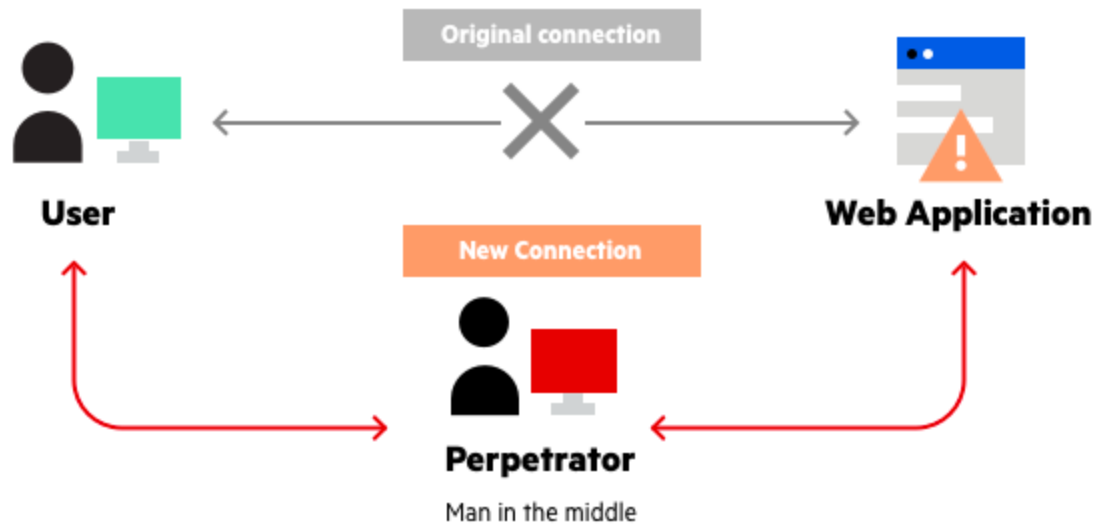 Original connection
User
Web Application
New Connection
Perpetrator
Man in the middle